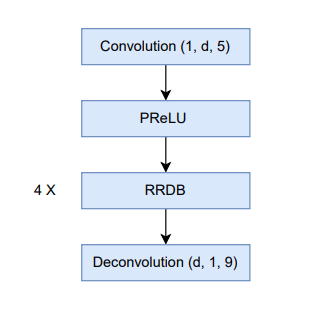 Convolution (1, d, 5)
PReLU
4 X
RRDB
Deconvolution (d, 1, 9)